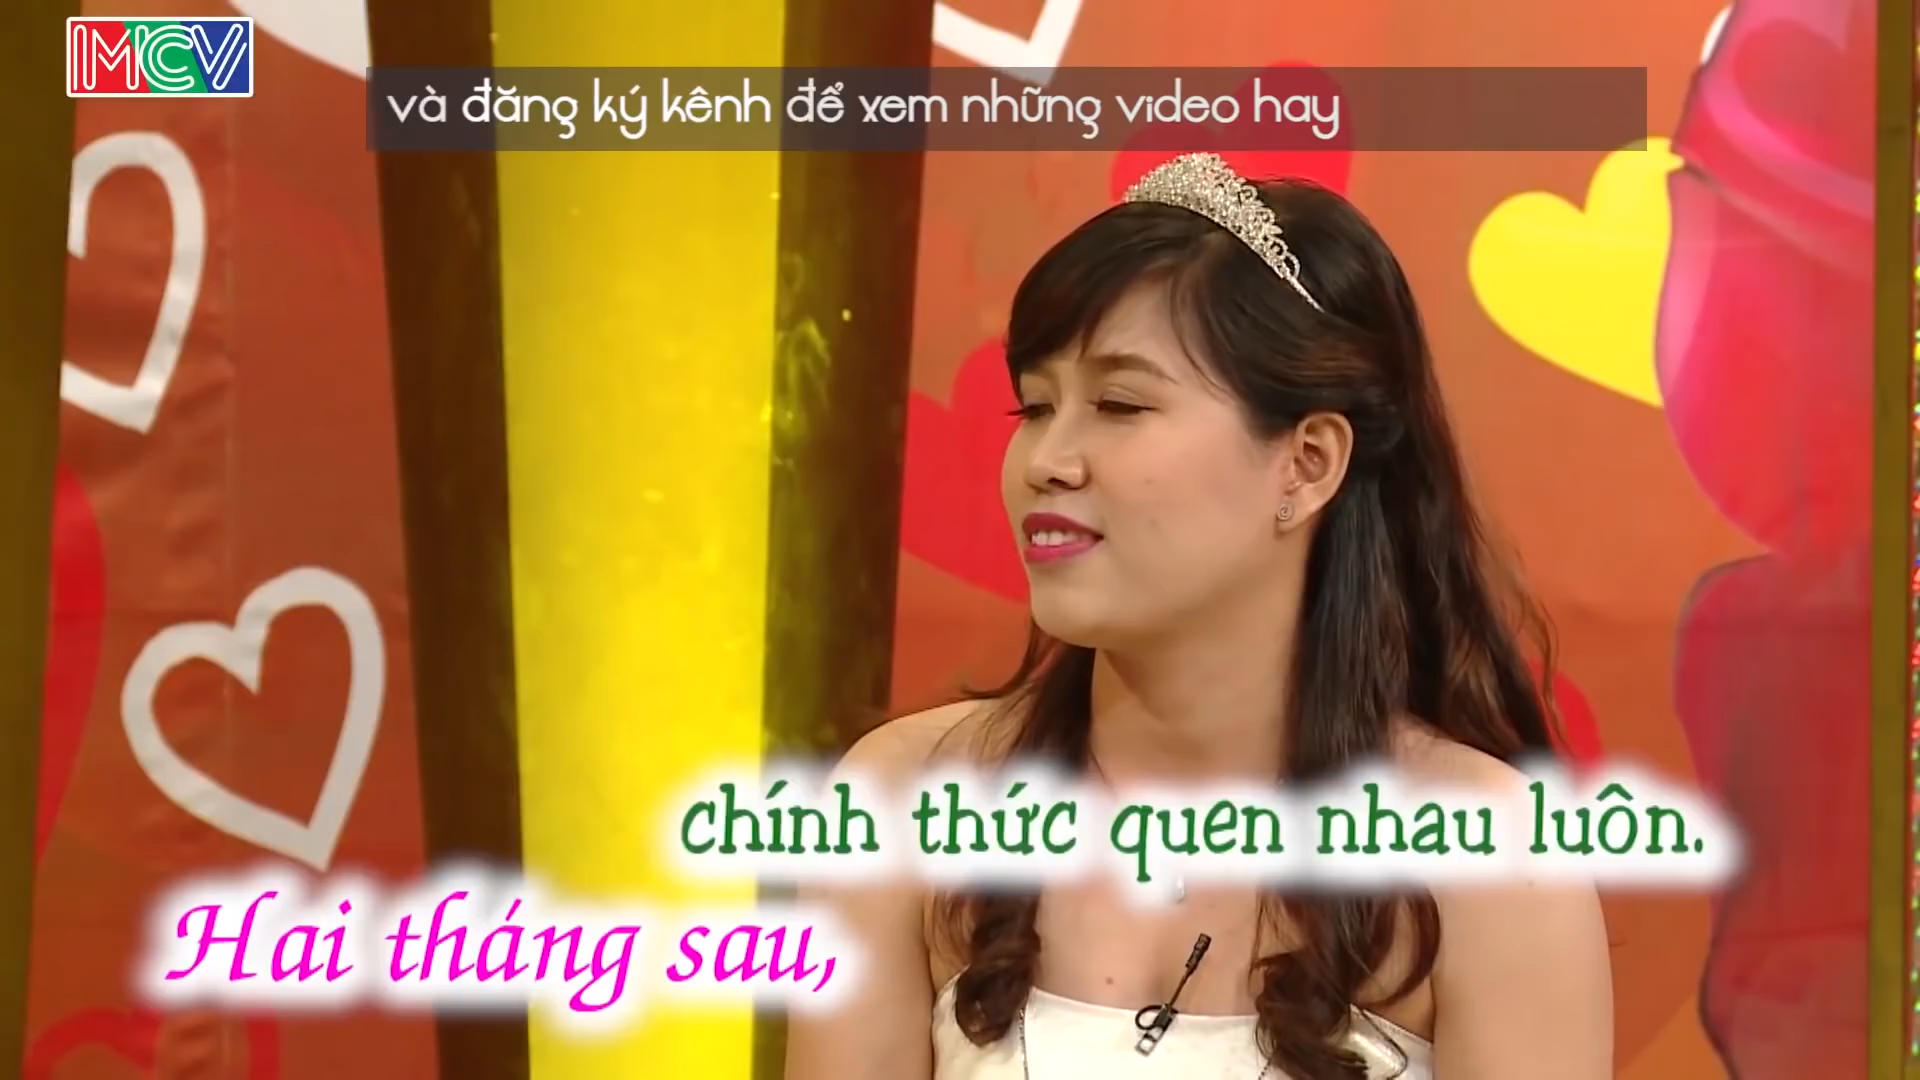 MCV
và đăng ký kênh để xem những video hay
chính thức quen nhau luôn.
Hai tháng sau,